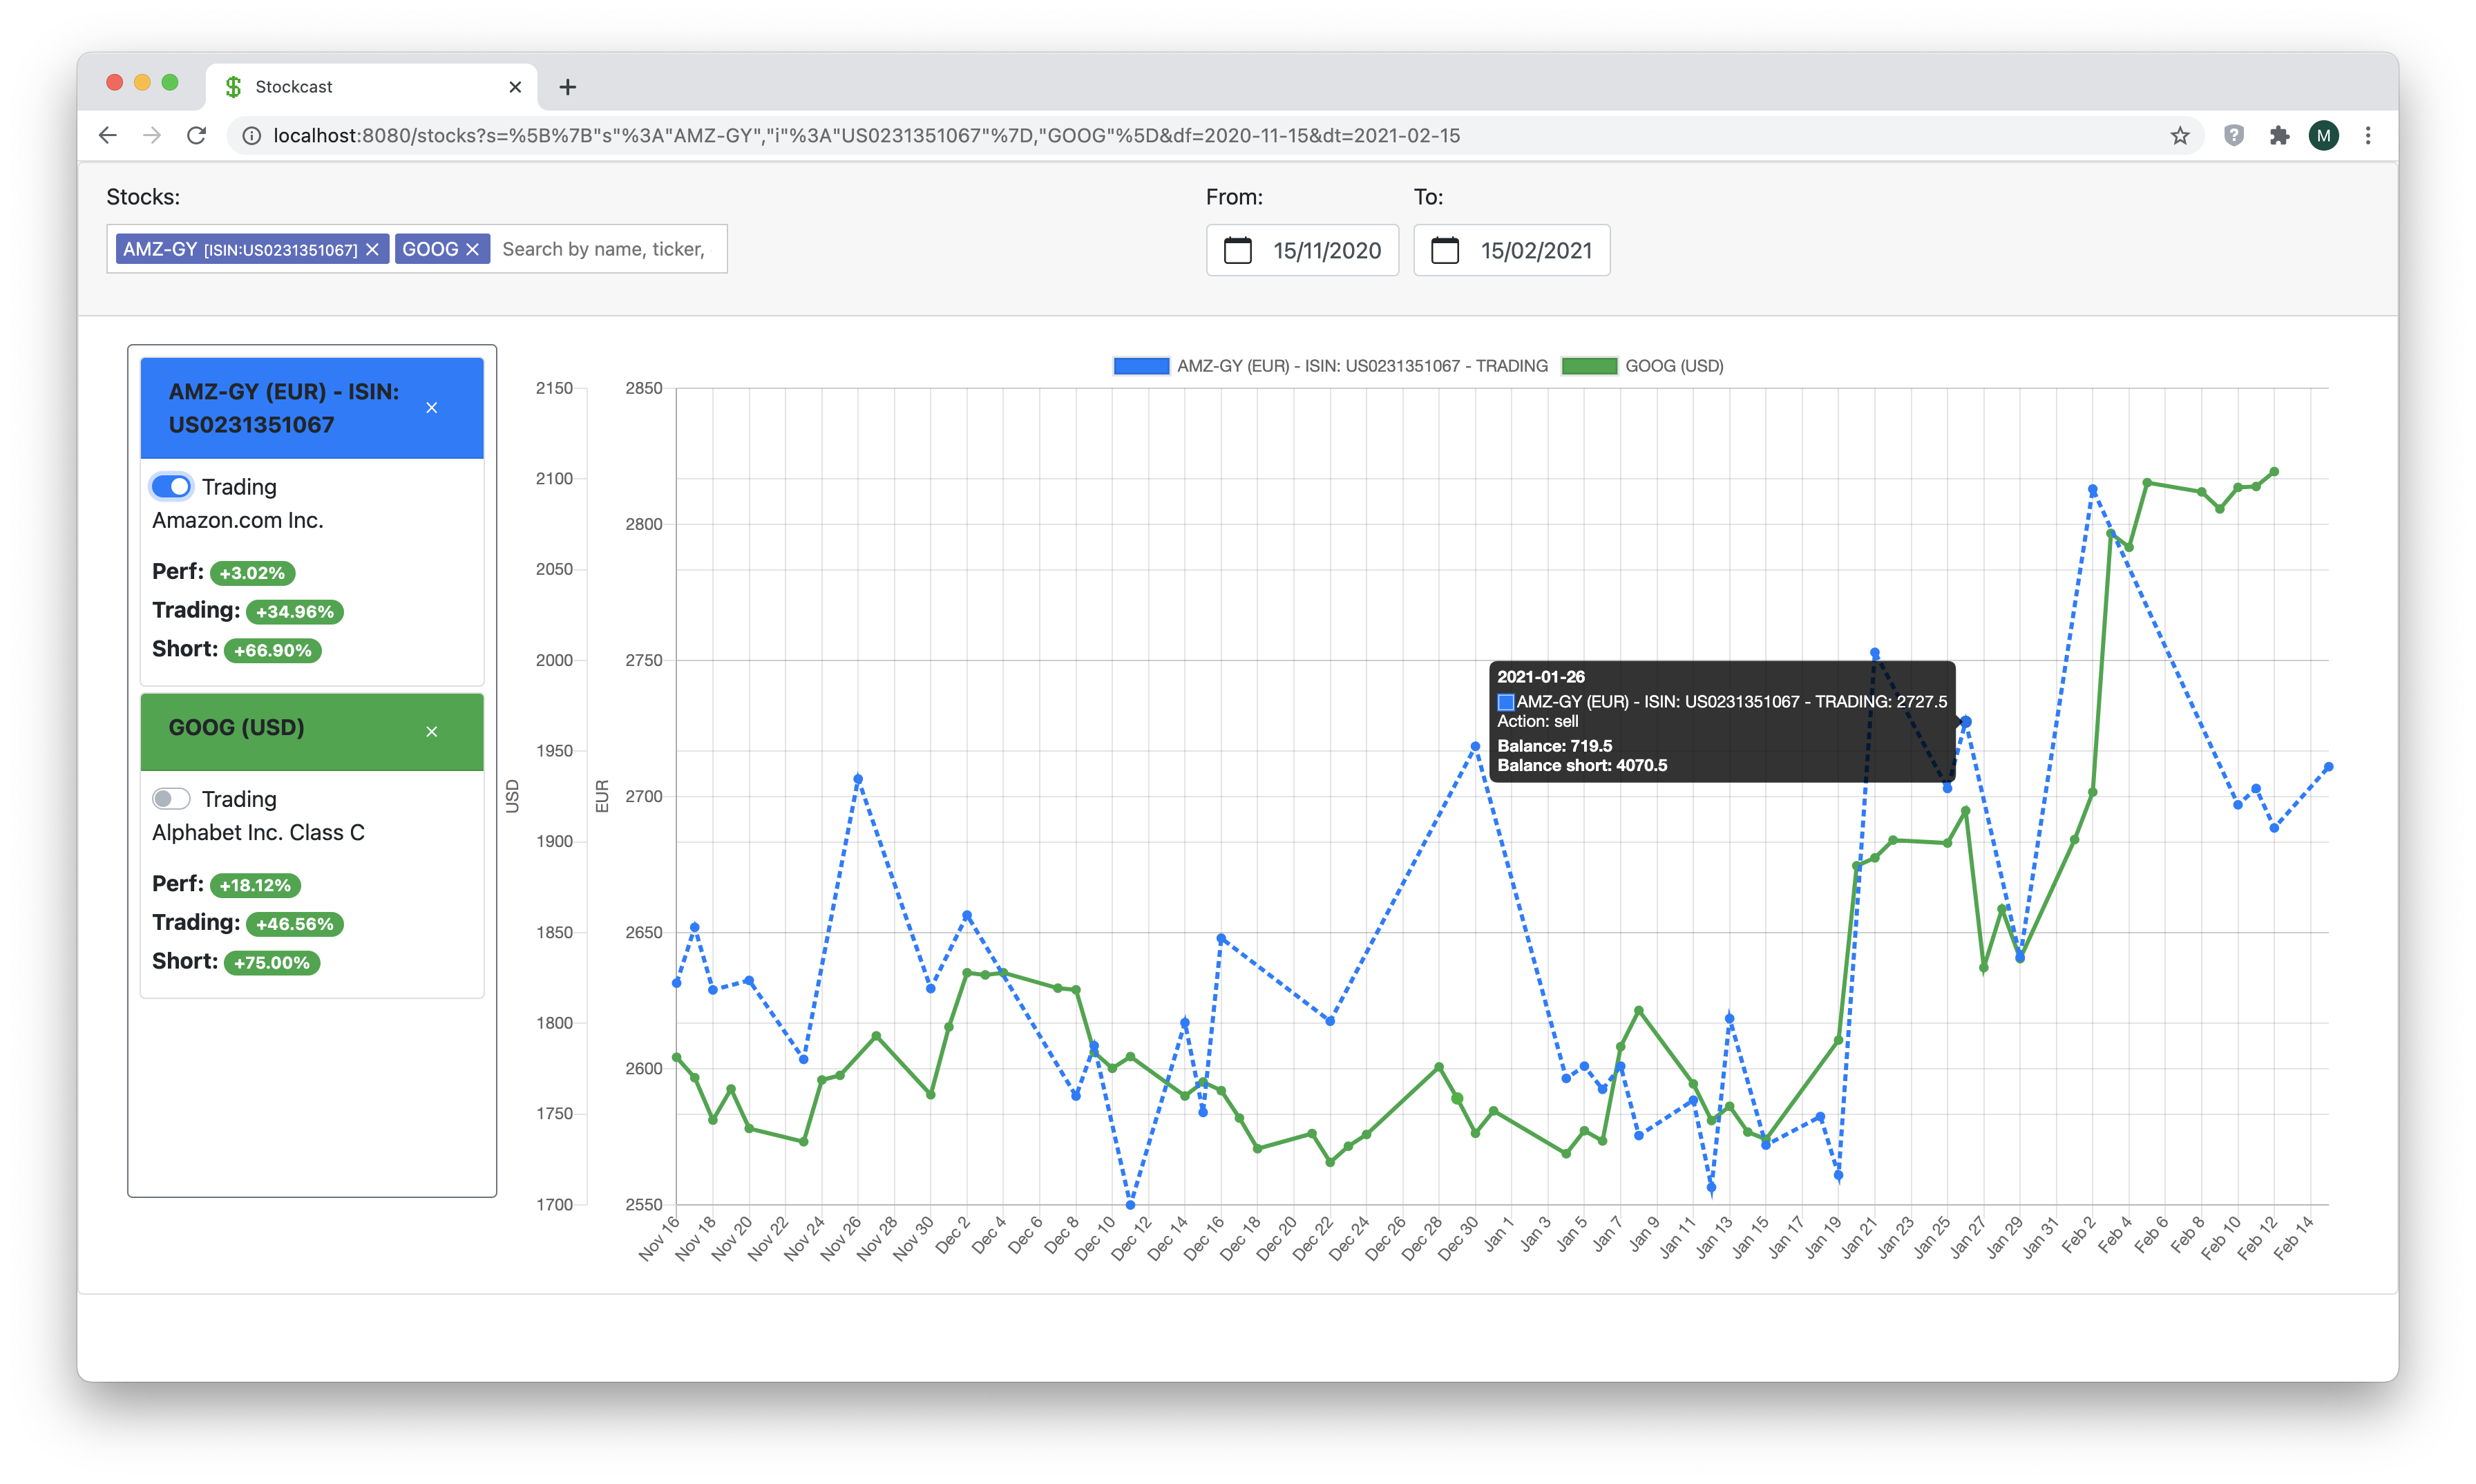 Stockcast
localhost:8080/stocks?s=%5B%7B"s"%3A"AMZ-GY","i"%3A"US0231351067"%7D,"GOOG"%5D&df=2020-11-15&dt=2021-02-15
M
Stocks:
From:
To:
AMZ-GY [ISIN:US0231351067] × GOOG × Search by name, ticker,
15/11/2020
15/02/2021
AMZ-GY (EUR) - ISIN:
US0231351067
×
Trading
Amazon.com Inc.
Perf: +3.02%
Trading: +34.96%
Short: +66.90%
GOOG (USD)
×
Trading
Alphabet Inc. Class C
Perf: +18.12%
Trading: +46.56%
Short: +75.00%
AMZ-GY (EUR) - ISIN: US0231351067 - TRADING
GOOG (USD)
USD
2150
2100
2050
2000
1950
1900
1850
1800
1750
1700
EUR
2850
2800
2750
2700
2650
2600
2550
2021-01-26
AMZ-GY (EUR) - ISIN: US0231351067 - TRADING: 2727.5
Action: sell
Balance: 719.5
Balance short: 4070.5
Nov 16
Nov 18
Nov 20
Nov 22
Nov 24
Nov 26
Nov 28
Nov 30
Dec 2
Dec 4
Dec 6
Dec 8
Dec 10
Dec 12
Dec 14
Dec 16
Dec 18
Dec 20
Dec 22
Dec 24
Dec 26
Dec 28
Dec 30
Jan 1
Jan 3
Jan 5
Jan 7
Jan 9
Jan 11
Jan 13
Jan 15
Jan 17
Jan 19
Jan 21
Jan 23
Jan 25
Jan 27
Jan 29
Jan 31
Feb 2
Feb 4
Feb 6
Feb 8
Feb 10
Feb 12
Feb 14